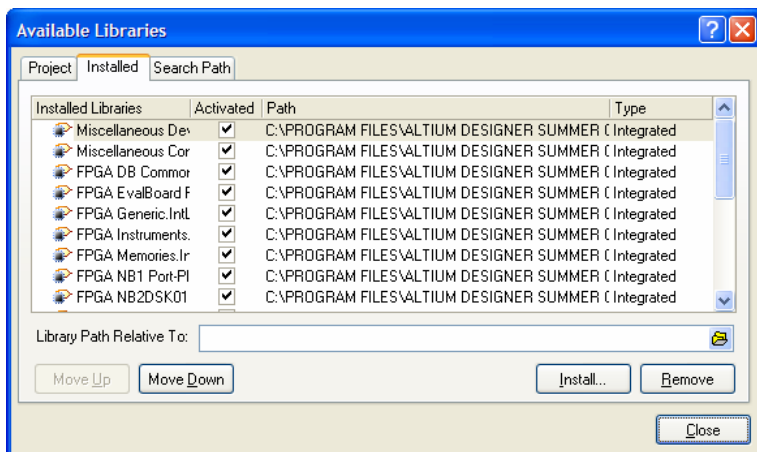 Available Libraries
Project Installed Search Path
Installed Libraries Activated Path Type
Miscellaneous Dev C:\PROGRAM FILES\ALTIUM DESIGNER SUMMER ( Integrated
Miscellaneous Cor C:\PROGRAM FILES\ALTIUM DESIGNER SUMMER ( Integrated
FPGA DB Common C:\PROGRAM FILES\ALTIUM DESIGNER SUMMER ( Integrated
FPGA EvalBoard F C:\PROGRAM FILES\ALTIUM DESIGNER SUMMER ( Integrated
FPGA Generic.IntL C:\PROGRAM FILES\ALTIUM DESIGNER SUMMER ( Integrated
FPGA Instruments. C:\PROGRAM FILES\ALTIUM DESIGNER SUMMER ( Integrated
FPGA Memories.Ir C:\PROGRAM FILES\ALTIUM DESIGNER SUMMER ( Integrated
FPGA NB1 Port-Pl C:\PROGRAM FILES\ALTIUM DESIGNER SUMMER ( Integrated
FPGA NB2DSK01 C:\PROGRAM FILES\ALTIUM DESIGNER SUMMER ( Integrated
Library Path Relative To:
Move Up Move Down Install... Remove
Close